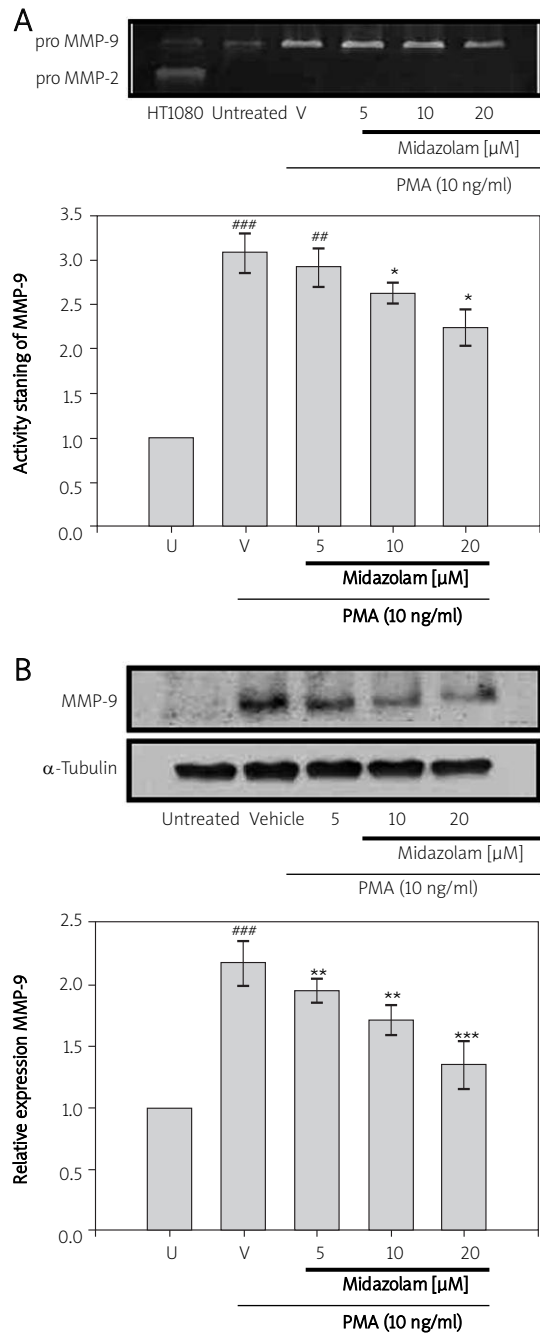 A
pro MMP-9
pro MMP-2
HT1080 Untreated V 5 10 20
Midazolam [µM]
PMA (10 ng/ml)
3.5
3.0
2.5
2.0
1.5
1.0
0.5
0.0
Activity staning of MMP-9
###
##
*
*
U V 5 10 20
Midazolam [µM]
PMA (10 ng/ml)
B
MMP-9
α-Tubulin
Untreated Vehicle 5 10 20
Midazolam [µM]
PMA (10 ng/ml)
2.5
2.0
1.5
1.0
0.5
0.0
Relative expression MMP-9
###
**
**
***
U V 5 10 20
Midazolam [µM]
PMA (10 ng/ml)